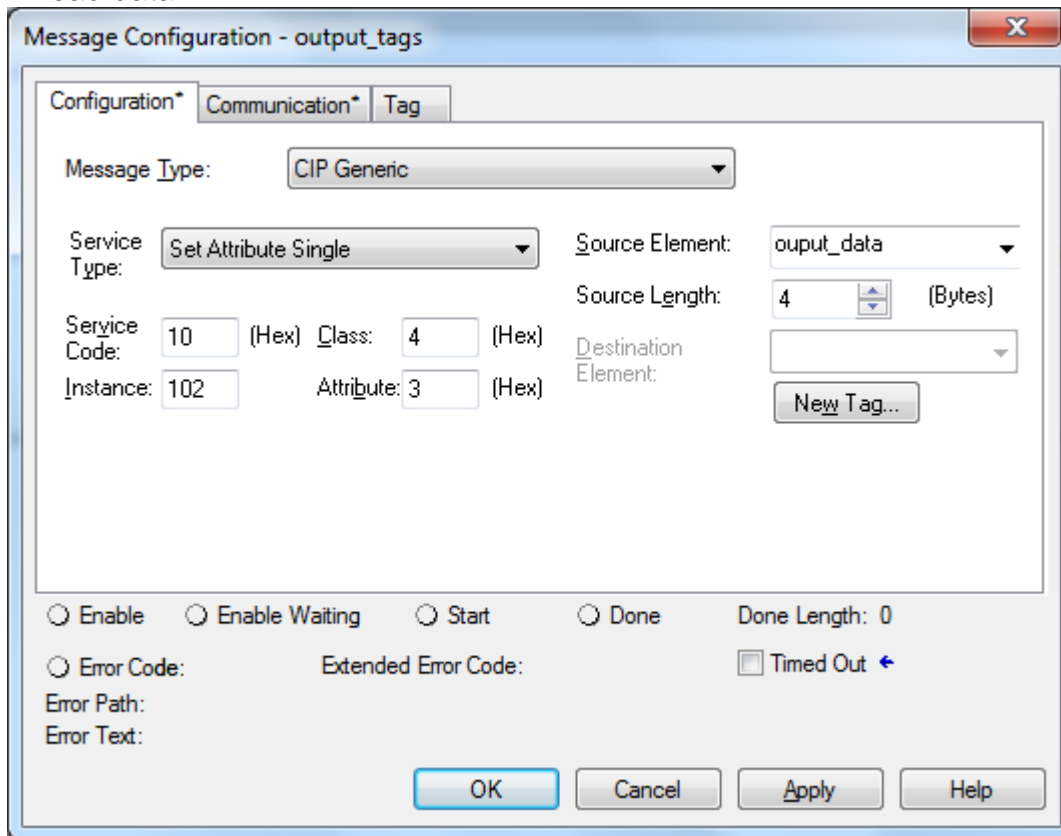 Message Configuration - output_tags
Configuration* Communication* Tag
Message Type: CIP Generic
Service Type: Set Attribute Single
Source Element: ouput_data
Source Length: 4 (Bytes)
Service Code: 10 (Hex) Class: 4 (Hex)
Destination Element:
Instance: 102 Attribute: 3 (Hex)
New Tag...
Enable Enable Waiting Start Done Done Length: 0
Error Code: Extended Error Code: Timed Out
Error Path:
Error Text:
OK Cancel Apply Help